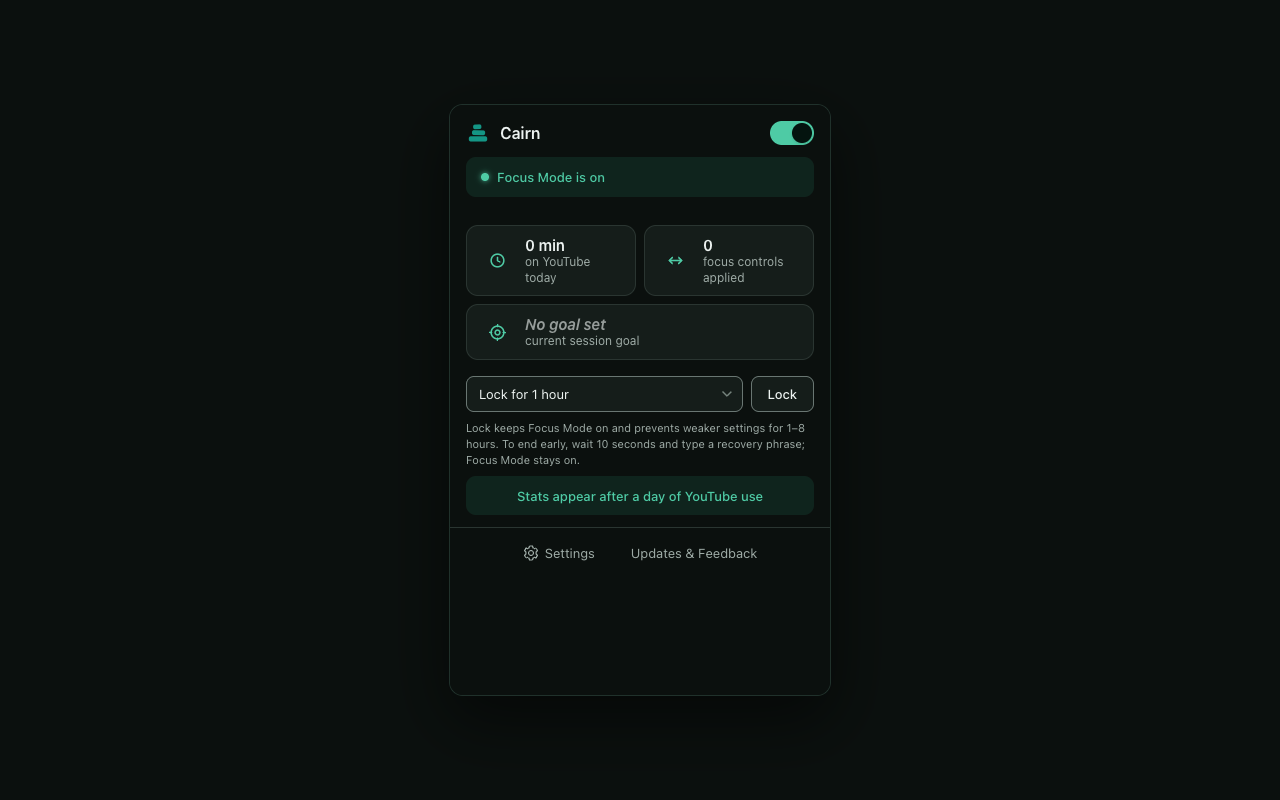 Cairn
Focus Mode is on
0 min
on YouTube
today
0
focus controls
applied
No goal set
current session goal
Lock for 1 hour
Lock
Lock keeps Focus Mode on and prevents weaker settings for 1–8
hours. To end early, wait 10 seconds and type a recovery phrase;
Focus Mode stays on.
Stats appear after a day of YouTube use
Settings
Updates & Feedback